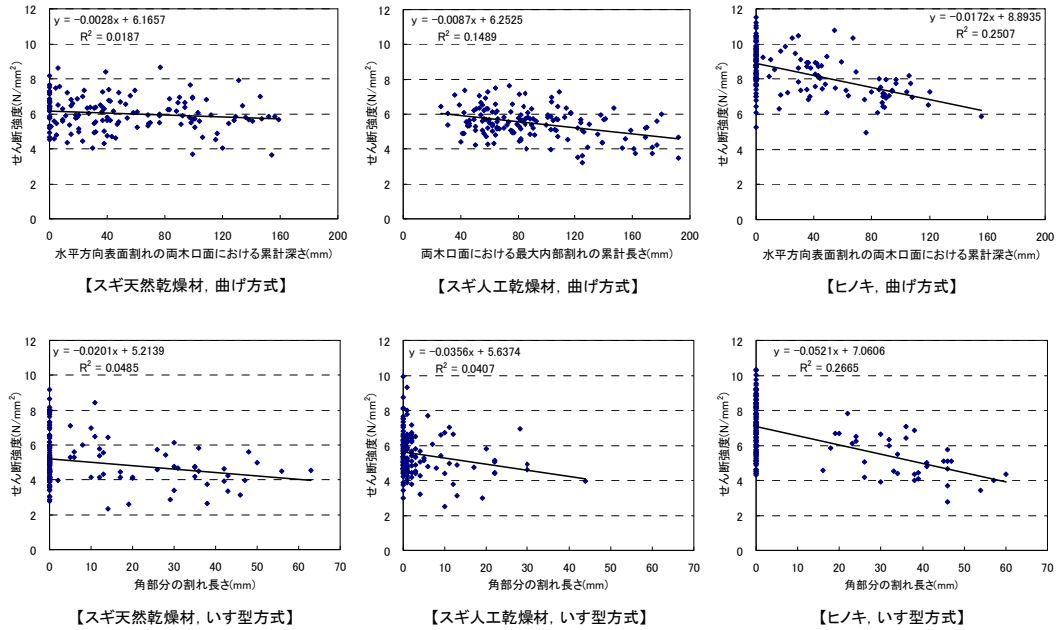 y = -0.0028x + 6.1657
R² = 0.0187
せん断強度(N/mm²)
12
10
8
6
4
2
0
0 40 80 120 160 200
水平方向表面割れの両木口面における累計深さ(mm)
【スギ天然乾燥材, 曲げ方式】
y = -0.0087x + 6.2525
R² = 0.1489
せん断強度(N/mm²)
12
10
8
6
4
2
0
0 40 80 120 160 200
両木口面における最大内部割れの累計長さ(mm)
【スギ人工乾燥材, 曲げ方式】
y = -0.0172x + 8.8935
R² = 0.2507
せん断強度(N/mm²)
12
10
8
6
4
2
0
0 40 80 120 160 200
水平方向表面割れの両木口面における累計深さ(mm)
【ヒノキ, 曲げ方式】
y = -0.0201x + 5.2139
R² = 0.0485
せん断強度(N/mm²)
12
10
8
6
4
2
0
0 10 20 30 40 50 60 70
角部分の割れ長さ(mm)
【スギ天然乾燥材, いす型方式】
y = -0.0356x + 5.6374
R² = 0.0407
せん断強度(N/mm²)
12
10
8
6
4
2
0
0 10 20 30 40 50 60 70
角部分の割れ長さ(mm)
【スギ人工乾燥材, いす型方式】
y = -0.0521x + 7.0606
R² = 0.2665
せん断強度(N/mm²)
12
10
8
6
4
2
0
0 10 20 30 40 50 60 70
角部分の割れ長さ(mm)
【ヒノキ, いす型方式】